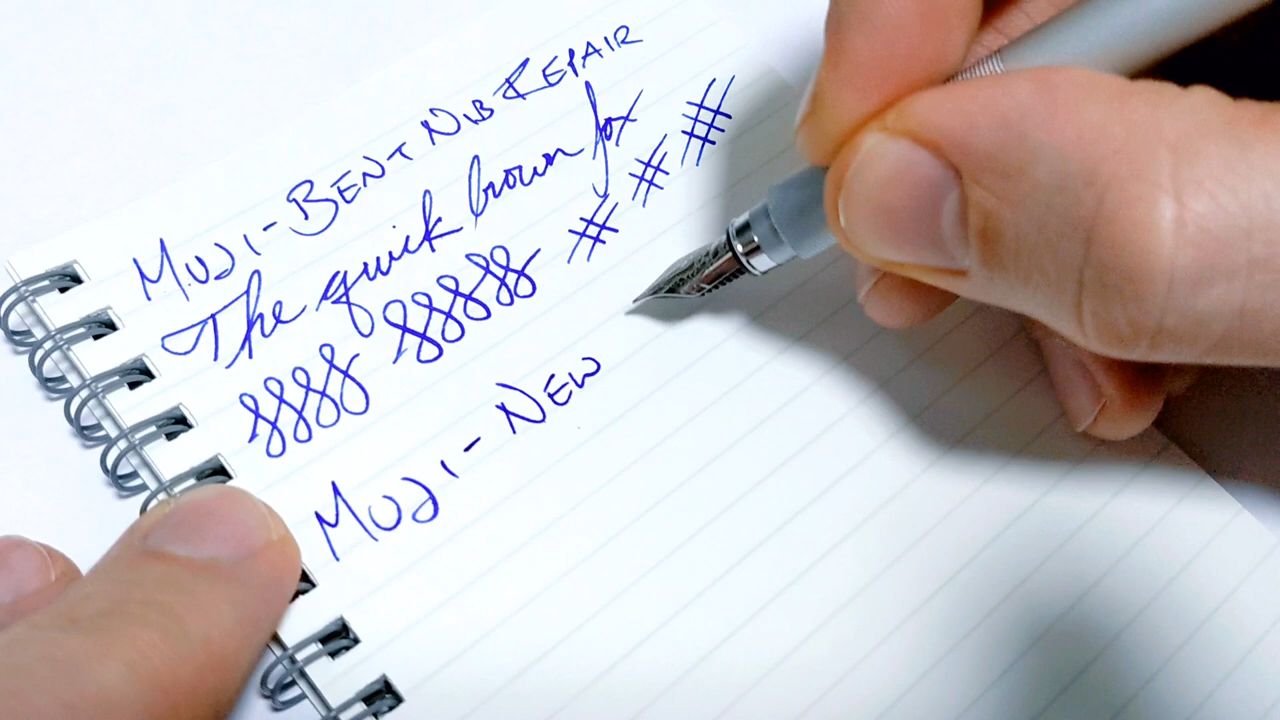 MUJI-BENT NIB REPAIR
The quick brown fox
8888 88888 # # #
MUJI-NEW